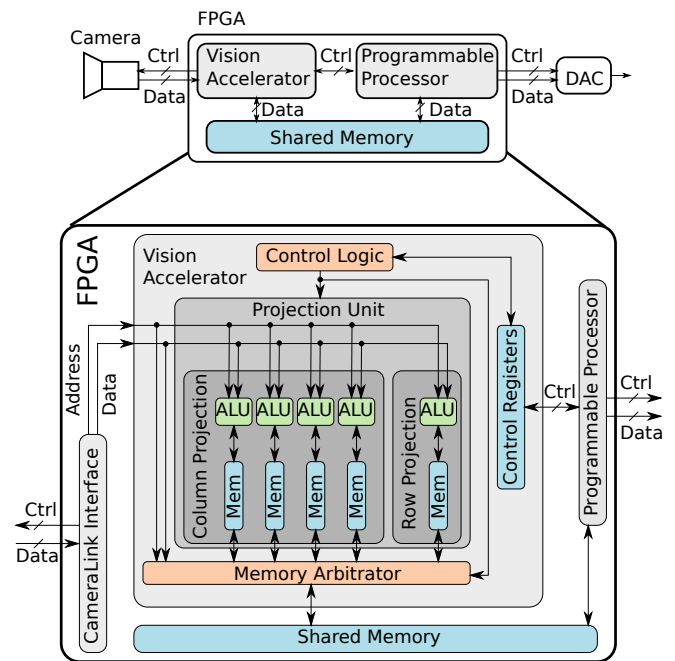 FPGA
Camera
Ctrl
Data
Vision
Accelerator
Ctrl
Programmable
Processor
Ctrl
Data
DAC
Data
Data
Shared Memory
FPGA
Vision
Accelerator
Control Logic
Projection Unit
Address
Data
Column Projection
ALU
ALU
ALU
ALU
Mem
Mem
Mem
Mem
Row Projection
ALU
Mem
Control Registers
Ctrl
Programmable Processor
Ctrl
Data
Ctrl
Data
CameraLink Interface
Memory Arbitrator
Shared Memory